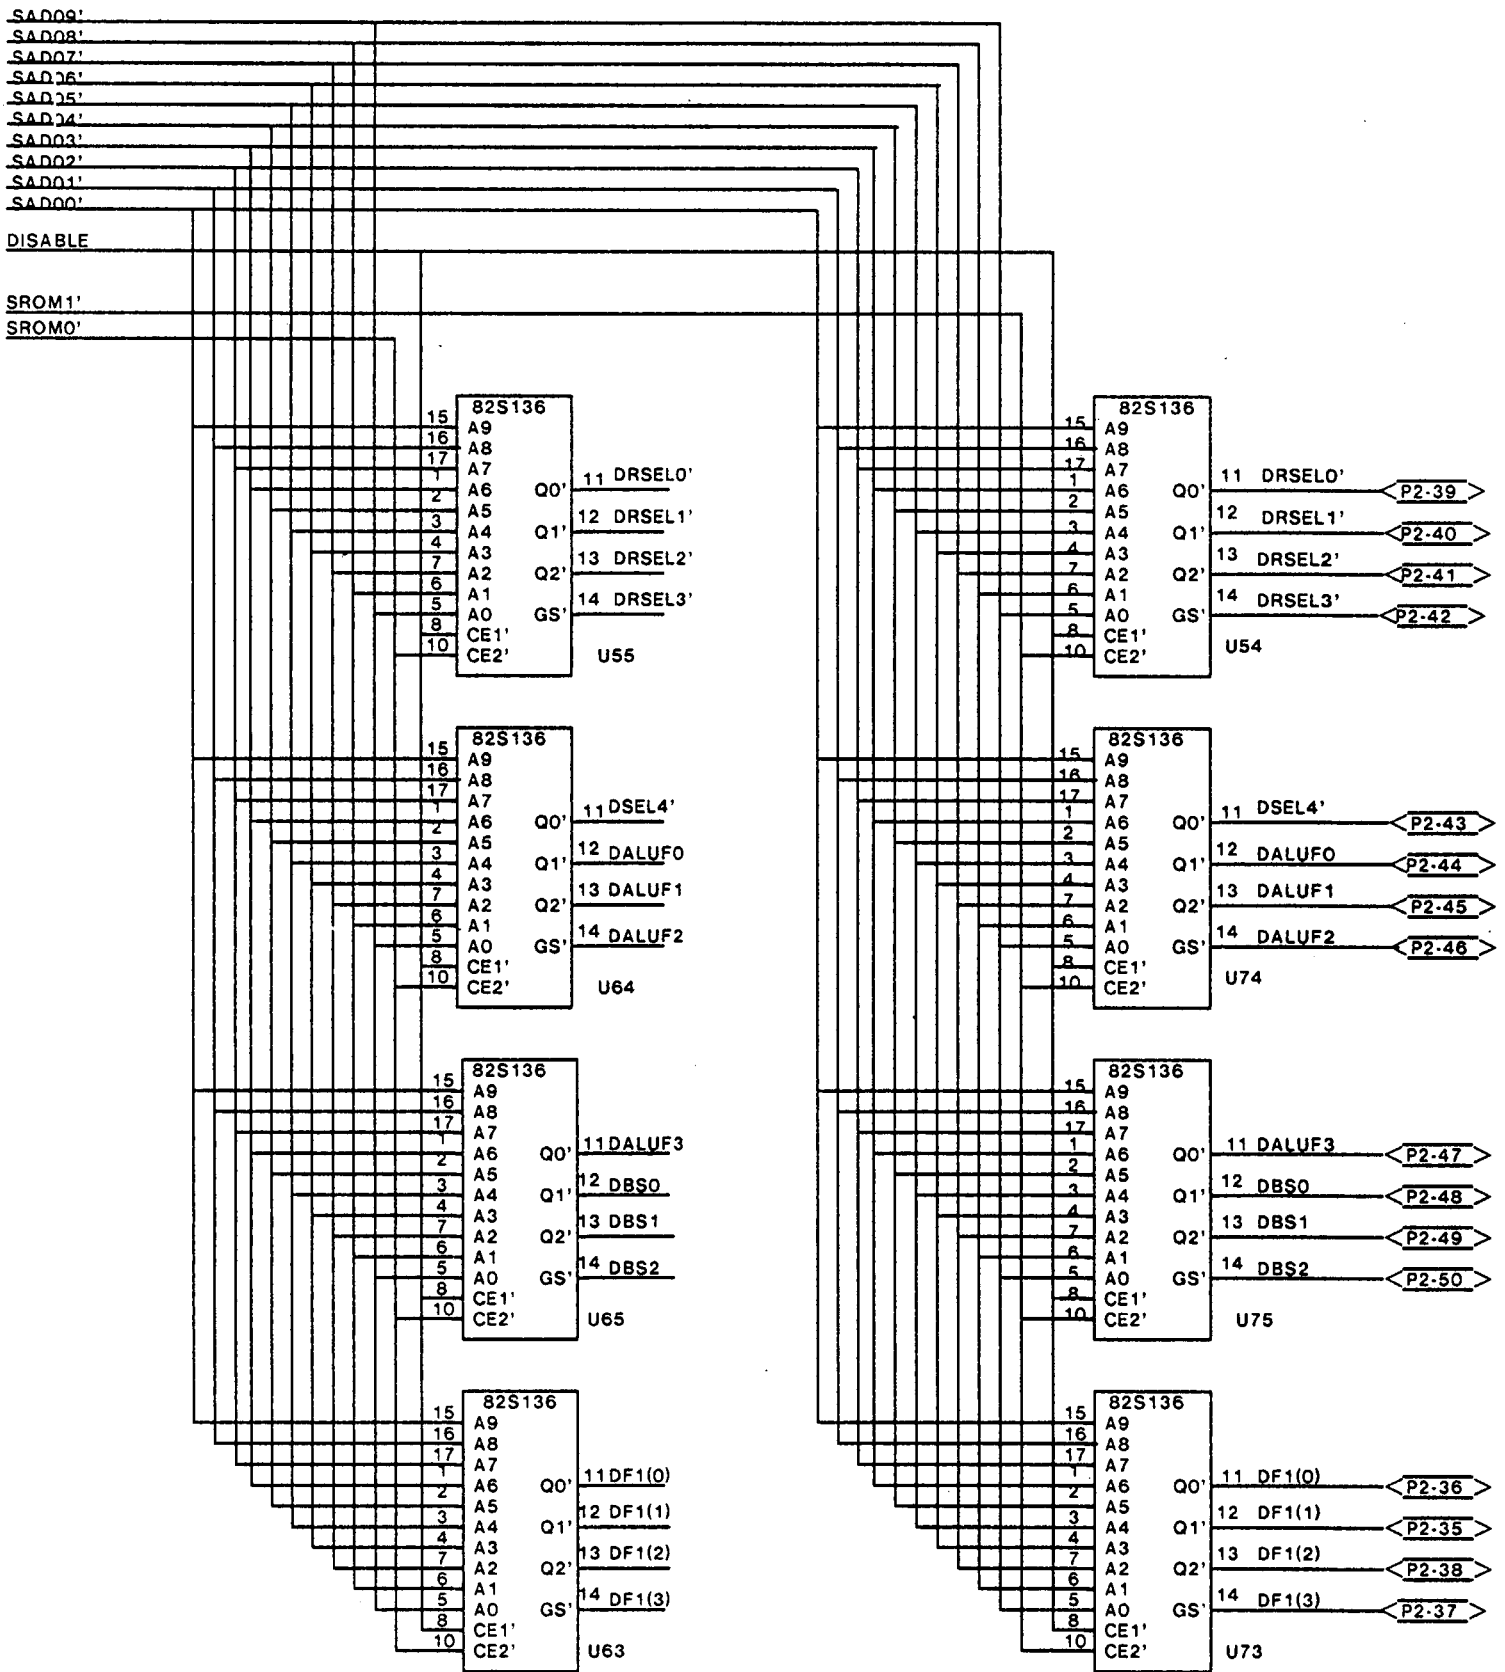 SAD09'
SAD08'
SAD07'
SAD06'
SAD05'
SAD04'
SAD03'
SAD02'
SAD01'
SAD00'
DISABLE
SROM1'
SROM0'
82S136
15 A9
16 A8
17 A7
1 A6 Q0' 11 DRSEL0'
2 A5
3 A4 Q1' 12 DRSEL1'
4 A3
7 A2 Q2' 13 DRSEL2'
6 A1
5 A0 GS' 14 DRSEL3'
8 CE1'
10 CE2' U55
82S136
15 A9
16 A8
17 A7
1 A6 Q0' 11 DRSEL0' P2-39
2 A5
3 A4 Q1' 12 DRSEL1' P2-40
4 A3
7 A2 Q2' 13 DRSEL2' P2-41
6 A1
5 A0 GS' 14 DRSEL3' P2-42
8 CE1'
10 CE2' U54
82S136
15 A9
16 A8
17 A7
1 A6 Q0' 11 DSEL4'
2 A5
3 A4 Q1' 12 DALUF0
4 A3
7 A2 Q2' 13 DALUF1
6 A1
5 A0 GS' 14 DALUF2
8 CE1'
10 CE2' U64
82S136
15 A9
16 A8
17 A7
1 A6 Q0' 11 DSEL4' P2-43
2 A5
3 A4 Q1' 12 DALUF0 P2-44
4 A3
7 A2 Q2' 13 DALUF1 P2-45
6 A1
5 A0 GS' 14 DALUF2 P2-46
8 CE1'
10 CE2' U74
82S136
15 A9
16 A8
17 A7
1 A6 Q0' 11 DALUF3
2 A5
3 A4 Q1' 12 DBS0
4 A3
7 A2 Q2' 13 DBS1
6 A1
5 A0 GS' 14 DBS2
8 CE1'
10 CE2' U65
82S136
15 A9
16 A8
17 A7
1 A6 Q0' 11 DALUF3 P2-47
2 A5
3 A4 Q1' 12 DBS0 P2-48
4 A3
7 A2 Q2' 13 DBS1 P2-49
6 A1
5 A0 GS' 14 DBS2 P2-50
8 CE1'
10 CE2' U75
82S136
15 A9
16 A8
17 A7
1 A6 Q0' 11 DF1(0)
2 A5
3 A4 Q1' 12 DF1(1)
4 A3
7 A2 Q2' 13 DF1(2)
6 A1
5 A0 GS' 14 DF1(3)
8 CE1'
10 CE2' U63
82S136
15 A9
16 A8
17 A7
1 A6 Q0' 11 DF1(0) P2-36
2 A5
3 A4 Q1' 12 DF1(1) P2-35
4 A3
7 A2 Q2' 13 DF1(2) P2-38
6 A1
5 A0 GS' 14 DF1(3) P2-37
8 CE1'
10 CE2' U73